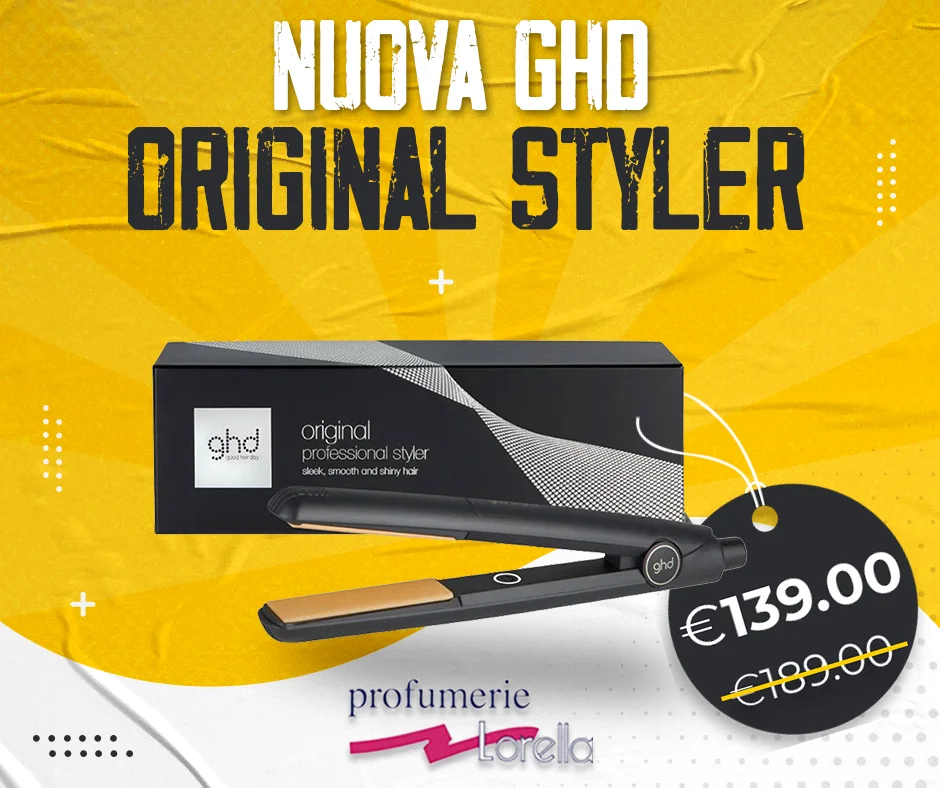 NUOVA GHD
ORIGINAL STYLER
ghd
good hair day
original
professional styler
sleek, smooth and shiny hair
ghd
€139.00
€189.00
profumerie
Lorella